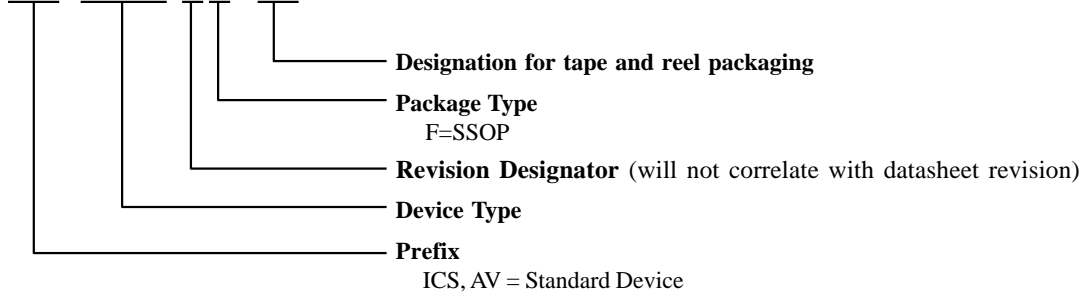 Designation for tape and reel packaging
Package Type
F=SSOP
Revision Designator (will not correlate with datasheet revision)
Device Type
Prefix
ICS, AV = Standard Device